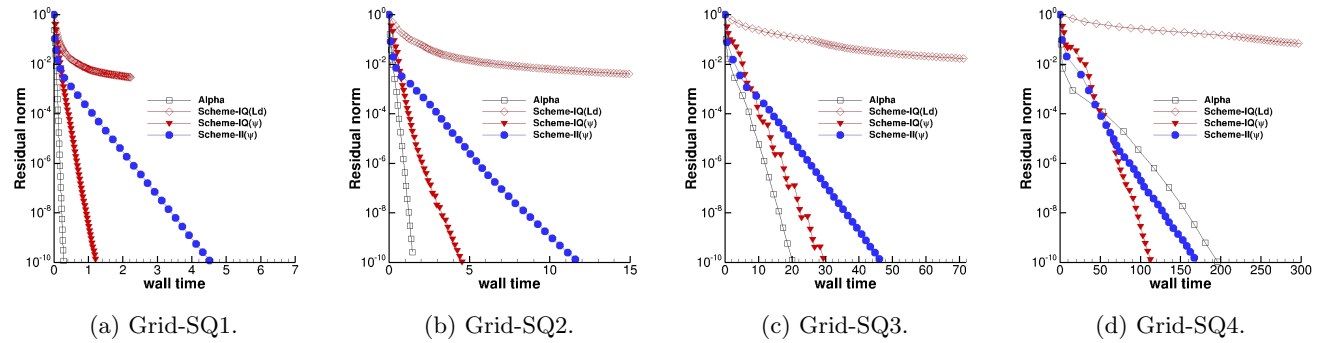 Residual norm
10^0
10^-2
10^-4
10^-6
10^-8
10^-10
0 1 2 3 4 5 6 7
wall time
Alpha
Scheme-IQ(Ld)
Scheme-IQ(ψ)
Scheme-II(ψ)
(a) Grid-SQ1.
Residual norm
10^0
10^-2
10^-4
10^-6
10^-8
10^-10
0 5 10 15
wall time
Alpha
Scheme-IQ(Ld)
Scheme-IQ(ψ)
Scheme-II(ψ)
(b) Grid-SQ2.
Residual norm
10^0
10^-2
10^-4
10^-6
10^-8
10^-10
0 10 20 30 40 50 60 70
wall time
Alpha
Scheme-IQ(Ld)
Scheme-IQ(ψ)
Scheme-II(ψ)
(c) Grid-SQ3.
Residual norm
10^0
10^-2
10^-4
10^-6
10^-8
10^-10
0 50 100 150 200 250 300
wall time
Alpha
Scheme-IQ(Ld)
Scheme-IQ(ψ)
Scheme-II(ψ)
(d) Grid-SQ4.